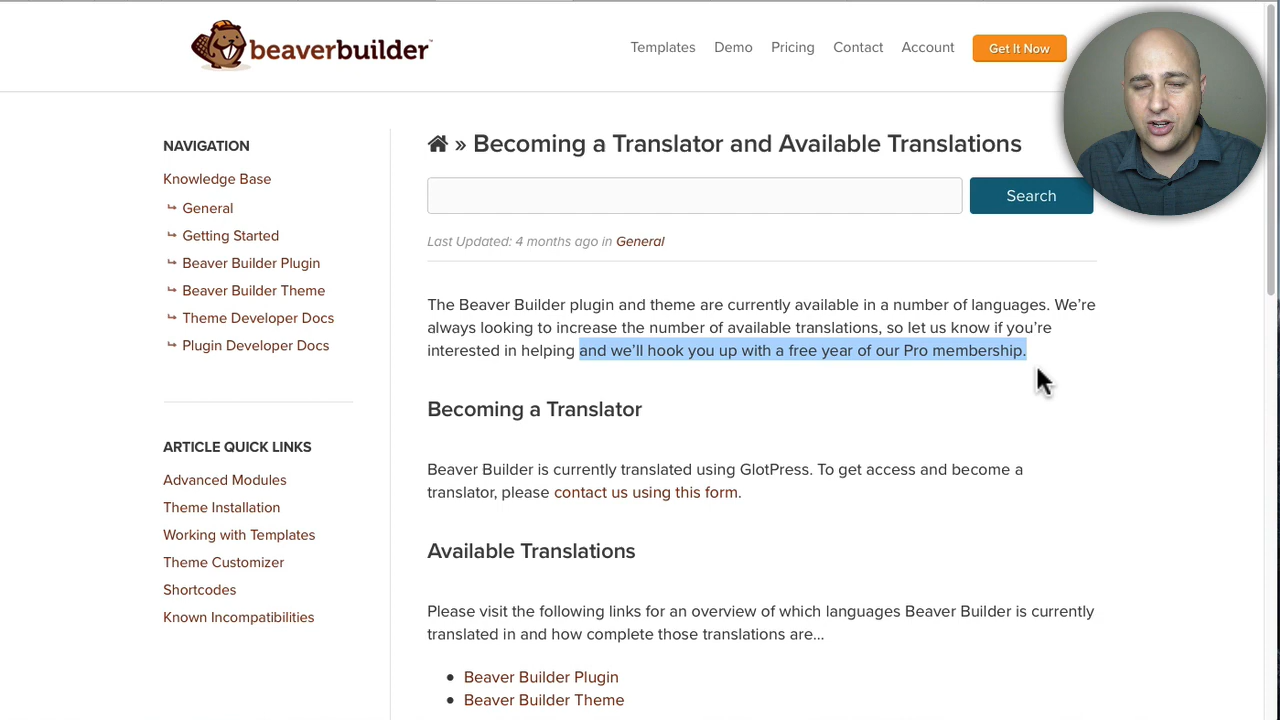 beaverbuilder™
Templates Demo Pricing Contact Account Get It Now
NAVIGATION
Knowledge Base
General
Getting Started
Beaver Builder Plugin
Beaver Builder Theme
Theme Developer Docs
Plugin Developer Docs
ARTICLE QUICK LINKS
Advanced Modules
Theme Installation
Working with Templates
Theme Customizer
Shortcodes
Known Incompatibilities
» Becoming a Translator and Available Translations
Search
Last Updated: 4 months ago in General
The Beaver Builder plugin and theme are currently available in a number of languages. We’re
always looking to increase the number of available translations, so let us know if you’re
interested in helping and we’ll hook you up with a free year of our Pro membership.
Becoming a Translator
Beaver Builder is currently translated using GlotPress. To get access and become a
translator, please contact us using this form.
Available Translations
Please visit the following links for an overview of which languages Beaver Builder is currently
translated in and how complete those translations are...
• Beaver Builder Plugin
• Beaver Builder Theme